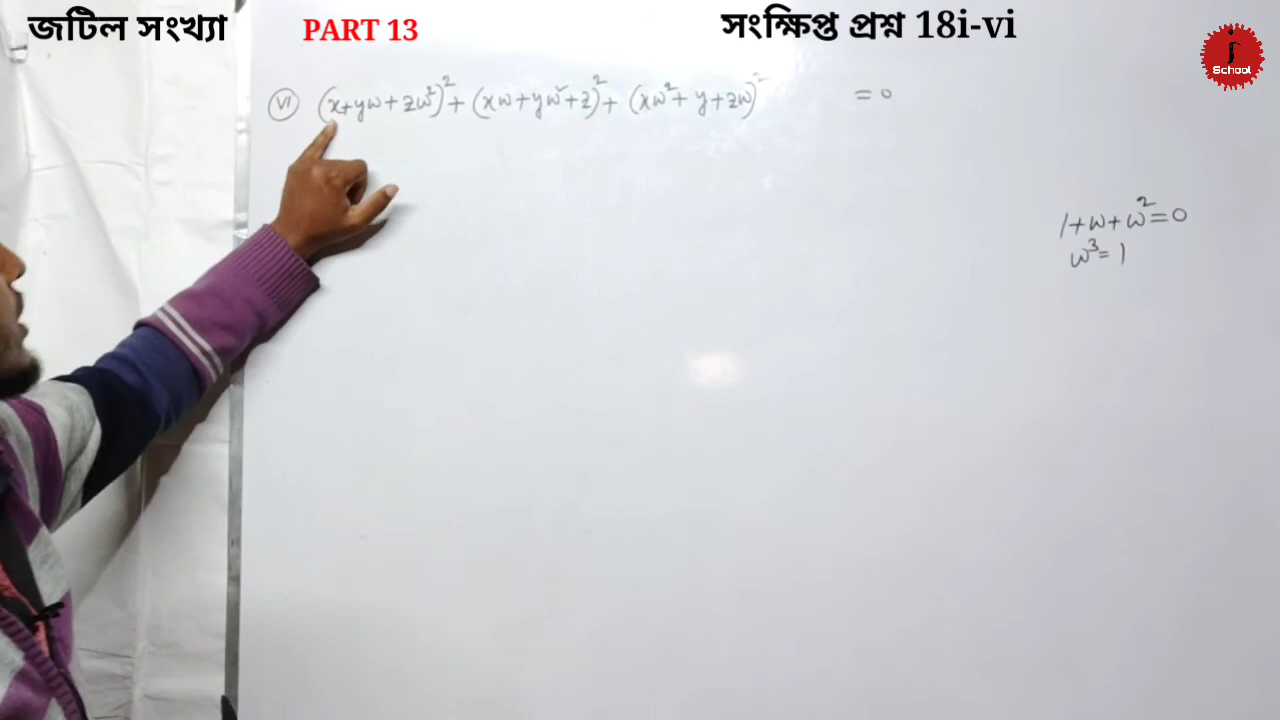 জটিল সংখ্যা PART 13 সংক্ষিপ্ত প্রশ্ন 18i-vi
School
(VI) (x+yω+zω²)²+(xω+yω²+z)²+(xω²+y+zω)² =0
1+ω+ω²=0
ω³=1